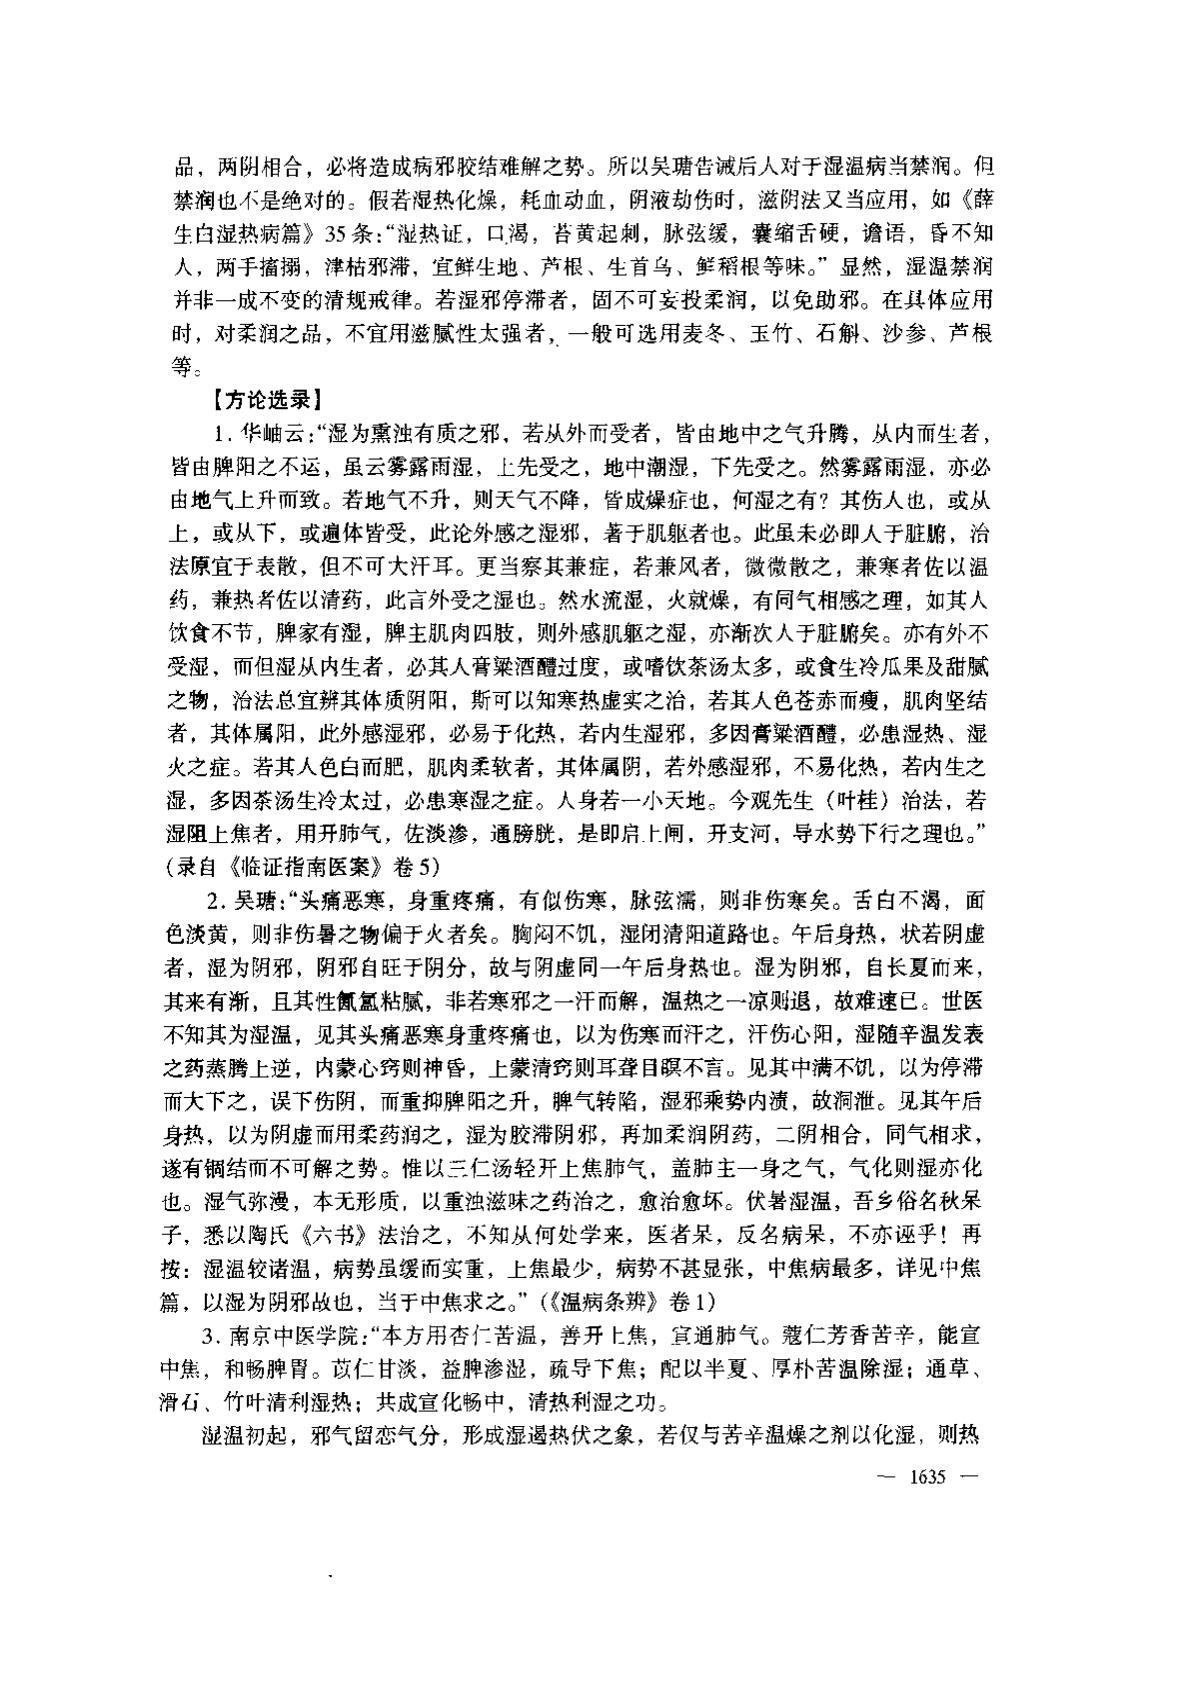 品，两阴相合，必将造成病邪胶结难解之势。所以吴瑭告诫后人对于湿温病当禁润。但
禁润也不是绝对的。假若湿热化燥，耗血动血，阴液劫伤时，滋阴法又当应用，如《薛
生白湿热病篇》35条：“湿热证，口渴，苔黄起刺，脉弦缓，囊缩舌硬，谵语，昏不知
人，两手搐搦，津枯邪滞，宜鲜生地、芦根、生首乌、鲜稻根等味。”显然，湿温禁润
并非一成不变的清规戒律。若湿邪停滞者，固不可妄投柔润，以免助邪。在具体应用
时，对柔润之品，不宜用滋腻性太强者，一般可选用麦冬、玉竹、石斛、沙参、芦根
等。
【方论选录】
1. 华岫云：“湿为熏浊有质之邪，若从外而受者，皆由地中之气升腾，从内而生者，
皆由脾阳之不运，虽云雾露雨湿，上先受之，地中潮湿，下先受之。然雾露雨湿，亦必
由地气上升而致。若地气不升，则天气不降，皆成燥症也，何湿之有？其伤人也，或从
上，或从下，或遍体皆受，此论外感之湿邪，著于肌躯者也。此虽未必即人于脏腑，治
法原宜于表散，但不可大汗耳。更当察其兼症，若兼风者，微微散之，兼寒者佐以温
药，兼热者佐以清药，此言外受之湿也。然水流湿，火就燥，有同气相感之理，如其人
饮食不节，脾家有湿，脾主肌肉四肢，则外感肌躯之湿，亦渐次人于脏腑矣。亦有外不
受湿，而但湿从内生者，必其人膏粱酒醴过度，或嗜饮茶汤太多，或食生冷瓜果及甜腻
之物，治法总宜辨其体质阴阳，斯可以知寒热虚实之治，若其人色苍赤而瘦，肌肉坚结
者，其体属阳，此外感湿邪，必易于化热，若内生湿邪，多因膏粱酒醴，必患湿热、湿
火之症。若其人色白而肥，肌肉柔软者，其体属阴，若外感湿邪，不易化热，若内生之
湿，多因茶汤生冷太过，必患寒湿之症。人身若一小天地。今观先生（叶桂）治法，若
湿阻上焦者，用开肺气，佐淡渗，通膀胱，是即启上闸，开支河，导水势下行之理也。”
（录自《临证指南医案》卷5）
2. 吴瑭：“头痛恶寒，身重疼痛，有似伤寒，脉弦濡，则非伤寒矣。舌白不渴，面
色淡黄，则非伤暑之物偏于火者矣。胸闷不饥，湿闭清阳道路也。午后身热，状若阴虚
者，湿为阴邪，阴邪自旺于阴分，故与阴虚同一午后身热也。湿为阴邪，自长夏而来，
其来有渐，且其性氤氲粘腻，非若寒邪之一汗而解，温热之一凉则退，故难速已。世医
不知其为湿温，见其头痛恶寒身重疼痛也，以为伤寒而汗之，汗伤心阳，湿随辛温发表
之药蒸腾上逆，内蒙心窍则神昏，上蒙清窍则耳聋目瞑不言。见其中满不饥，以为停滞
而大下之，误下伤阴，而重抑脾阳之升，脾气转陷，湿邪乘势内渍，故洞泄。见其午后
身热，以为阴虚而用柔药润之，湿为胶滞阴邪，再加柔润阴药，二阴相合，同气相求，
遂有锢结而不可解之势。惟以三仁汤轻开上焦肺气，盖肺主一身之气，气化则湿亦化
也。湿气弥漫，本无形质，以重浊滋味之药治之，愈治愈坏。伏暑湿温，吾乡俗名秋呆
子，悉以陶氏《六书》法治之，不知从何处学来，医者呆，反名病呆，不亦诬乎！再
按：湿温较诸温，病势虽缓而实重，上焦最少，病势不甚显张，中焦病最多，详见中焦
篇，以湿为阴邪故也，当于中焦求之。”（《温病条辨》卷1）
3. 南京中医学院：“本方用杏仁苦温，善开上焦，宣通肺气。蔻仁芳香苦辛，能宣
中焦，和畅脾胃。苡仁甘淡，益脾渗湿，疏导下焦；配以半夏、厚朴苦温除湿；通草、
滑石、竹叶清利湿热；共成宣化畅中，清热利湿之功。
湿温初起，邪气留恋气分，形成湿遏热伏之象，若仅与苦辛温燥之剂以化湿，则热
— 1635 —